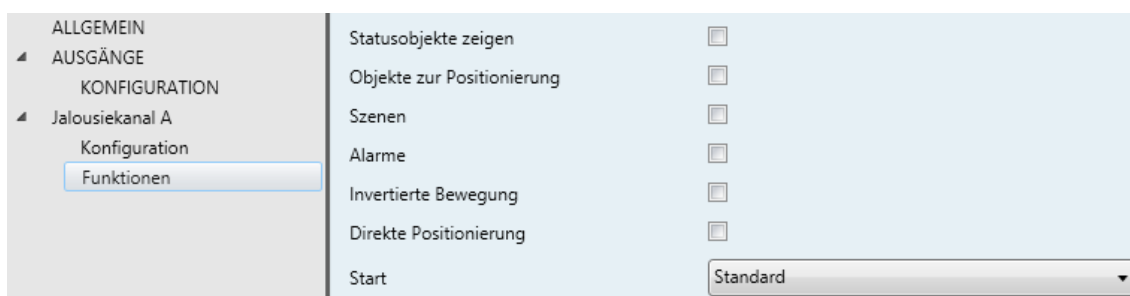 ALLGEMEIN
AUSGÄNGE
KONFIGURATION
Jalousiekanal A
Konfiguration
Funktionen
Statusobjekte zeigen
Objekte zur Positionierung
Szenen
Alarme
Invertierte Bewegung
Direkte Positionierung
Start Standard